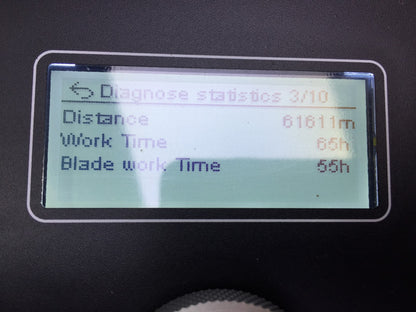 Diagnose statistics 3/10
Distance 61611m
Work Time 65h
Blade work Time 55h